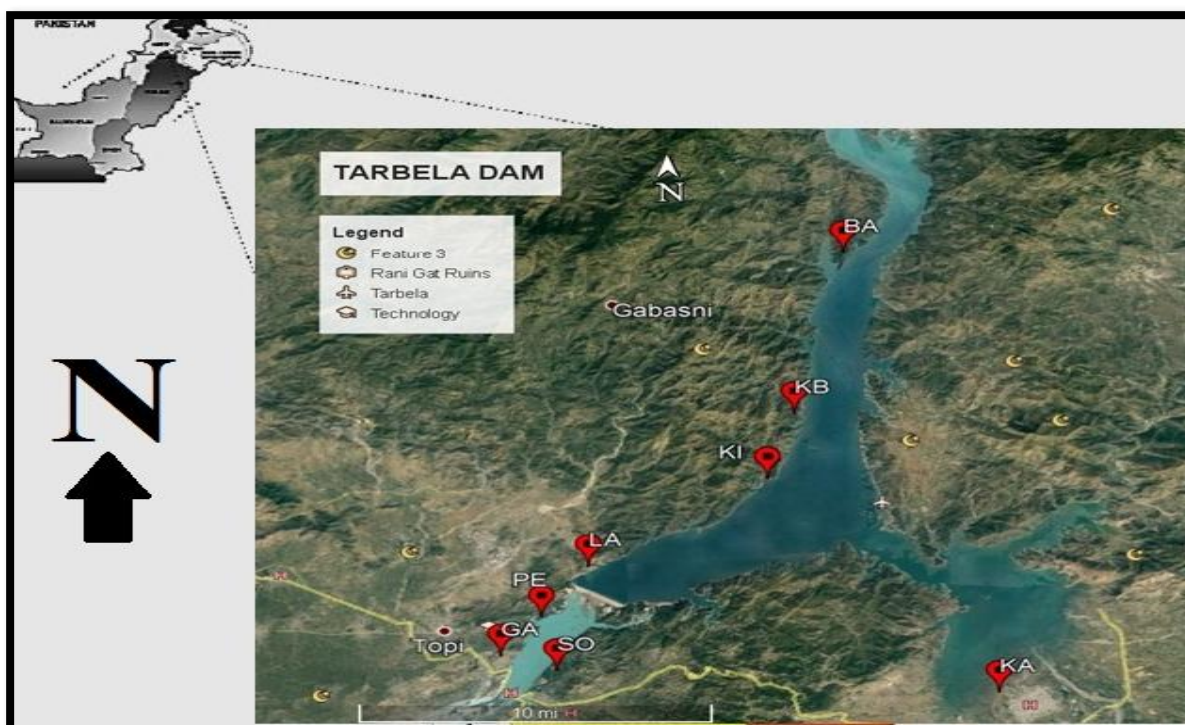 PAKISTAN
TARBELA DAM
N
Legend
Feature 3
Rani Gat Ruins
Tarbela
Technology
BA
Gabasni
N
KB
KI
LA
PE
GA
Topi
SO
KA
10 mi